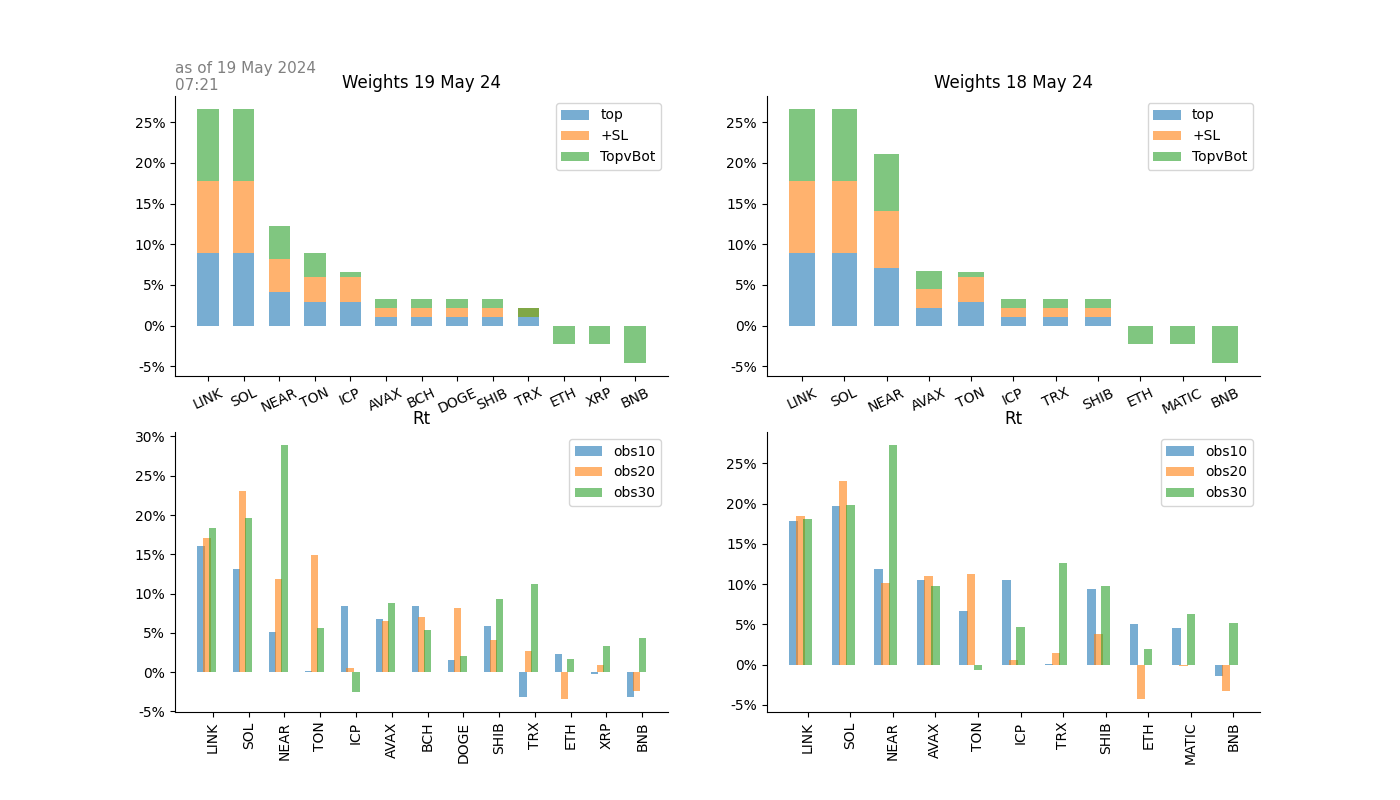 as of 19 May 2024
07:21
Weights 19 May 24
25%
20%
15%
10%
5%
0%
-5%
top
+SL
TopvBot
LINK SOL NEAR TON ICP AVAX BCH DOGE SHIB TRX ETH XRP BNB
Weights 18 May 24
25%
20%
15%
10%
5%
0%
-5%
top
+SL
TopvBot
LINK SOL NEAR AVAX TON ICP TRX SHIB ETH MATIC BNB
Rt
30%
25%
20%
15%
10%
5%
0%
-5%
obs10
obs20
obs30
LINK SOL NEAR TON ICP AVAX BCH DOGE SHIB TRX ETH XRP BNB
Rt
25%
20%
15%
10%
5%
0%
-5%
obs10
obs20
obs30
LINK SOL NEAR AVAX TON ICP TRX SHIB ETH MATIC BNB